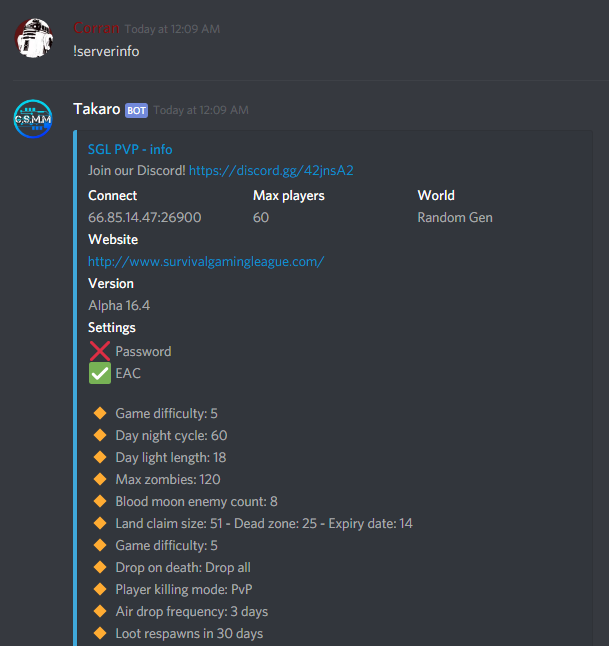 Corron Today at 12:09 AM
!serverinfo
C.S.M.M
Takaro BOT Today at 12:09 AM
SGL PVP - info
Join our Discord! https://discord.gg/42jnsA2
Connect Max players World
66.85.14.47:26900 60 Random Gen
Website
http://www.survivalgamingleague.com/
Version
Alpha 16.4
Settings
Password
EAC
Game difficulty: 5
Day night cycle: 60
Day light length: 18
Max zombies: 120
Blood moon enemy count: 8
Land claim size: 51 - Dead zone: 25 - Expiry date: 14
Game difficulty: 5
Drop on death: Drop all
Player killing mode: PvP
Air drop frequency: 3 days
Loot respawns in 30 days